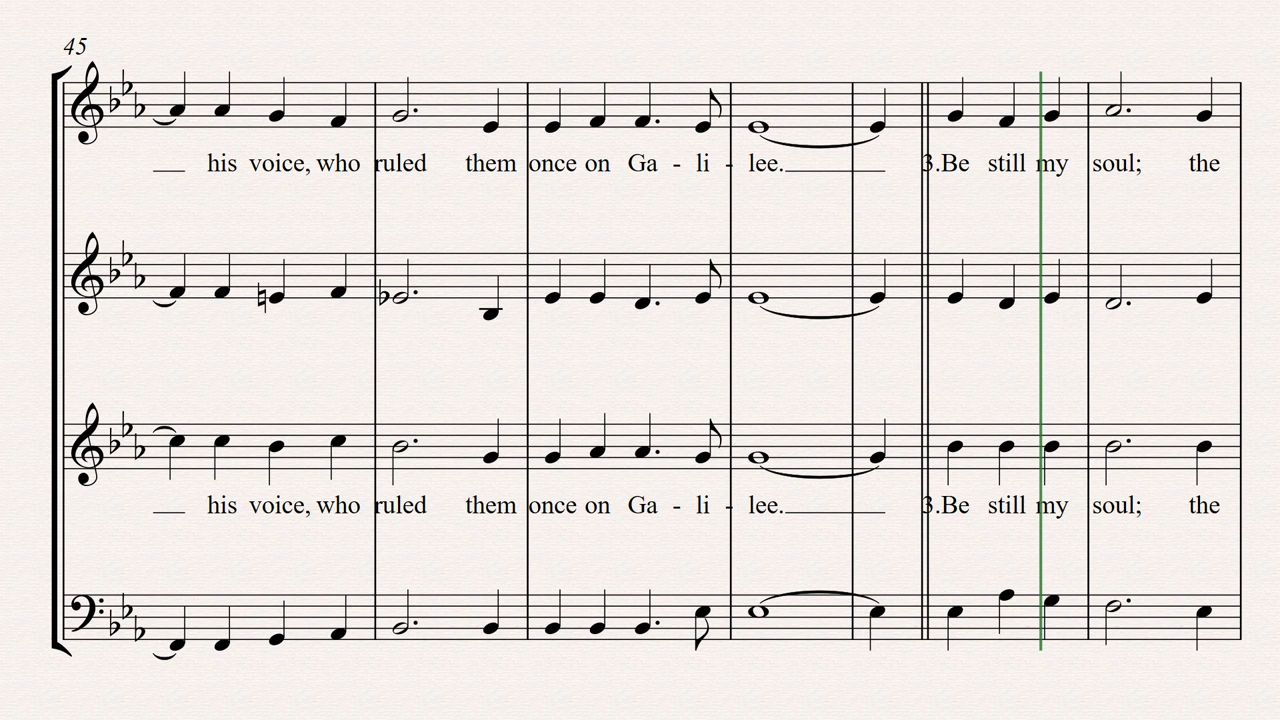 45
his voice, who ruled them once on Ga - li - lee. 3.Be still my soul; the
his voice, who ruled them once on Ga - li - lee. 3.Be still my soul; the